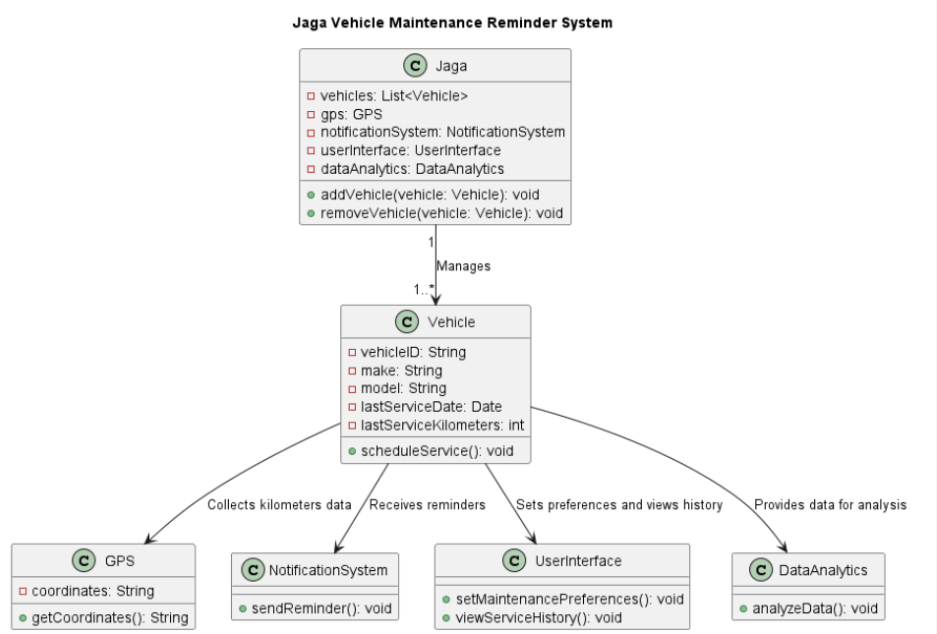 Jaga Vehicle Maintenance Reminder System
C Jaga
vehicles: List<Vehicle>
gps: GPS
notificationSystem: NotificationSystem
userInterface: UserInterface
dataAnalytics: DataAnalytics
addVehicle(vehicle: Vehicle): void
removeVehicle(vehicle: Vehicle): void
1
Manages
1..*
C Vehicle
vehicleID: String
make: String
model: String
lastServiceDate: Date
lastServiceKilometers: int
scheduleService(): void
Collects kilometers data
Receives reminders
Sets preferences and views history
Provides data for analysis
C GPS
coordinates: String
getCoordinates(): String
C NotificationSystem
sendReminder(): void
C UserInterface
setMaintenancePreferences(): void
viewServiceHistory(): void
C DataAnalytics
analyzeData(): void